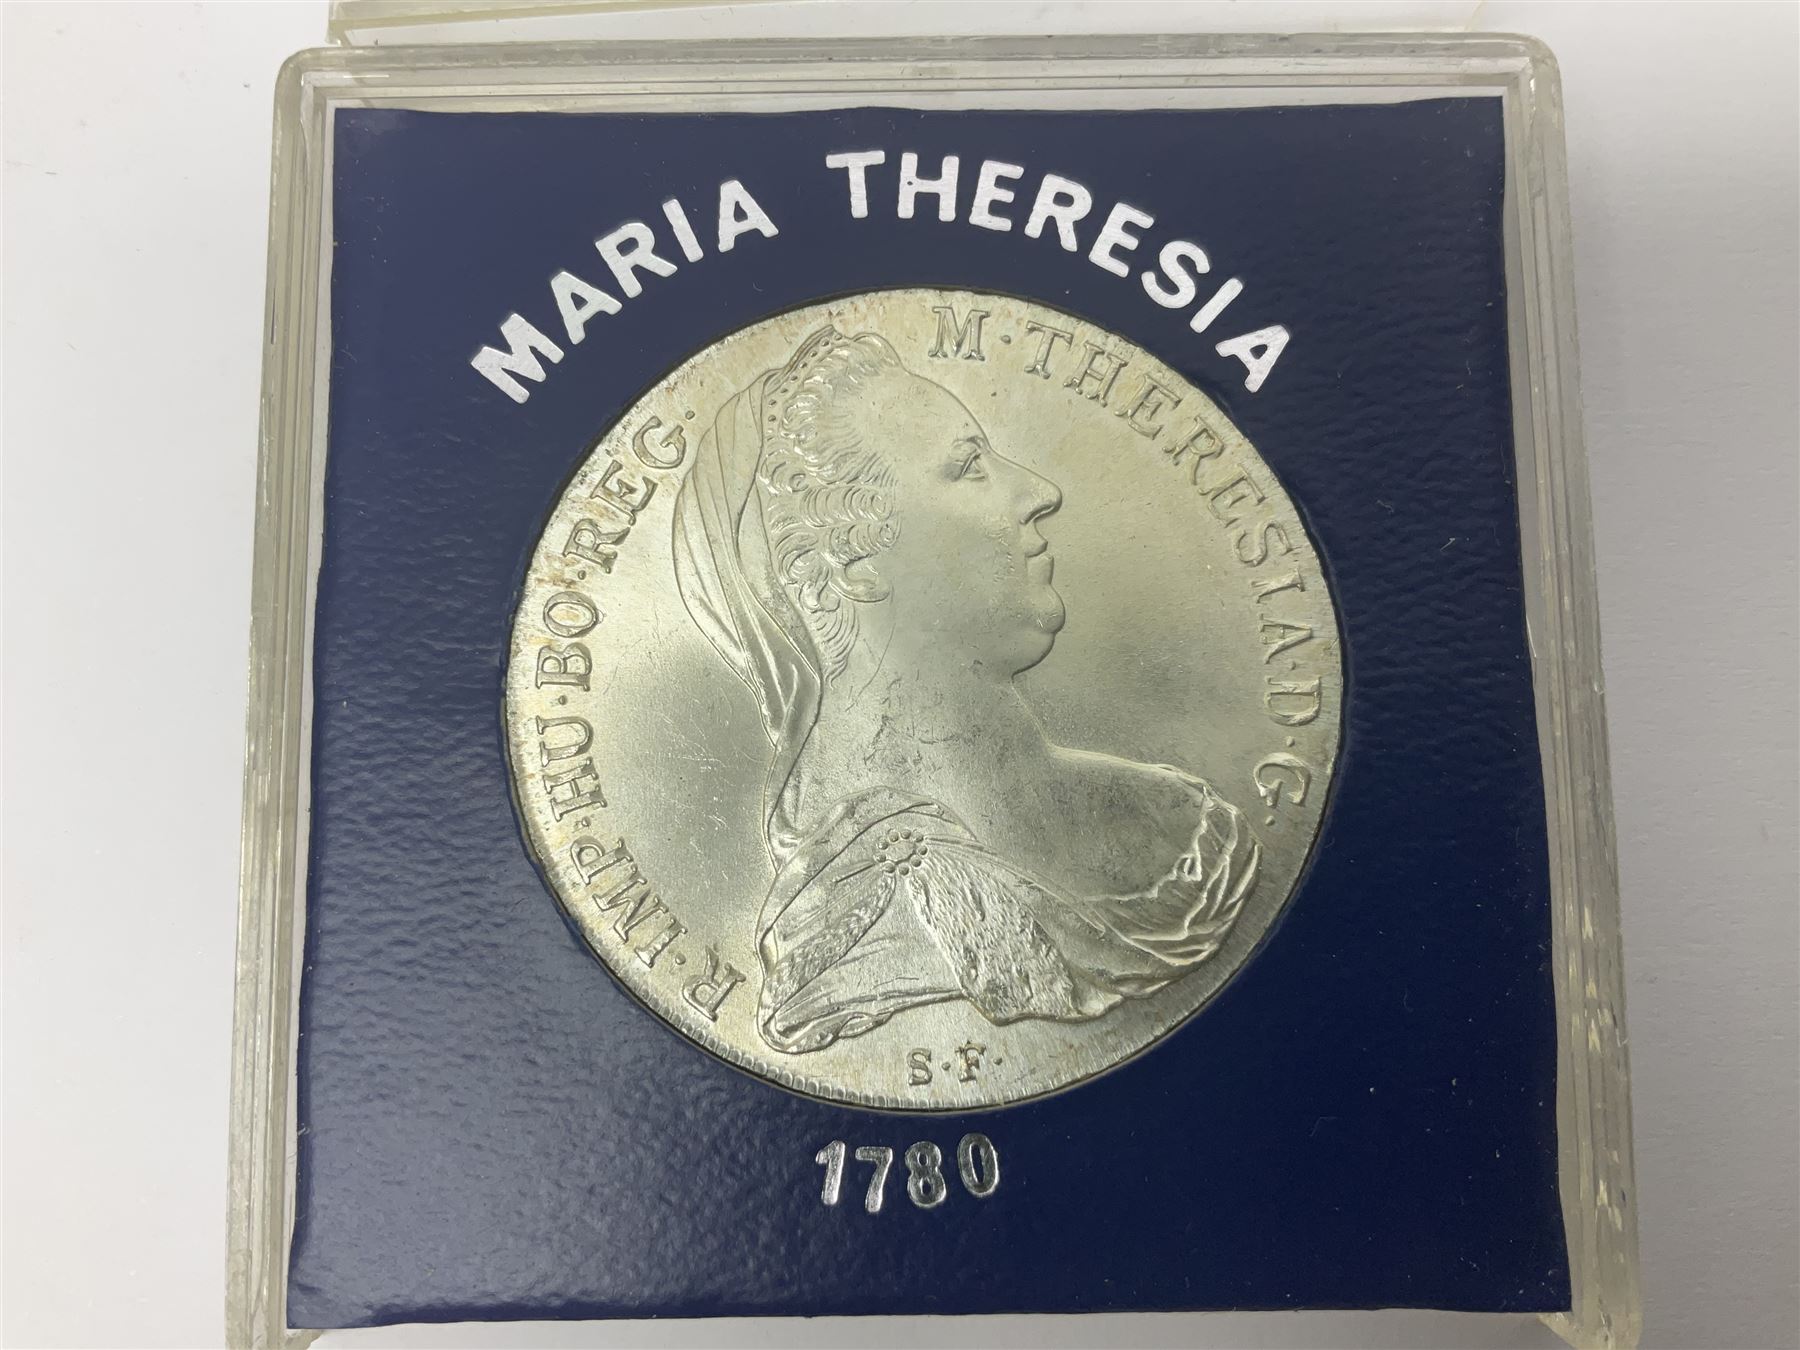 MARIA THERESIA
R·IMP·HU·BO·REG·
M·THERESIA·D·G·
S·F·
1780